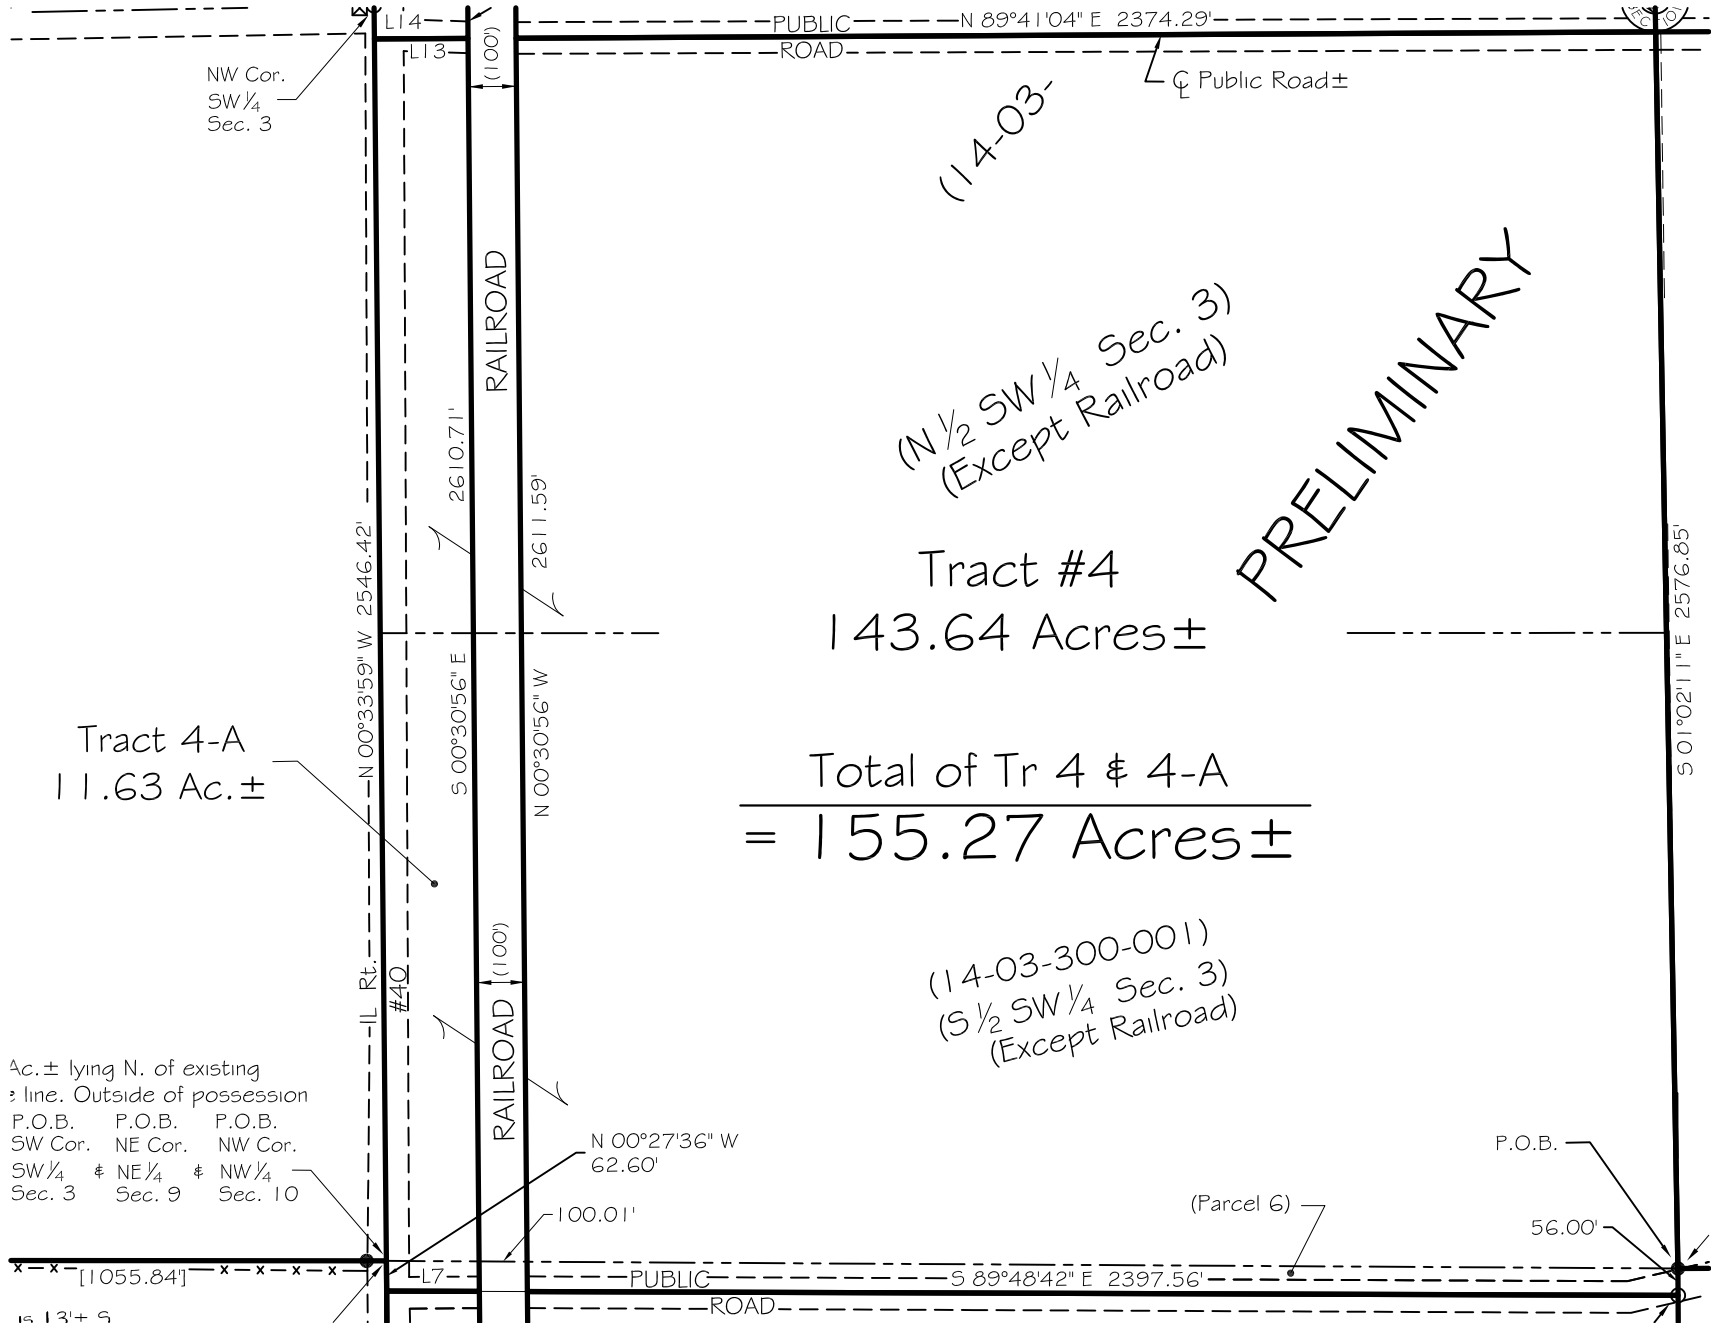 L14
PUBLIC
N 89°41'04" E 2374.29'
L13
(100')
ROAD
NW Cor.
SW 1/4
Sec. 3
℄ Public Road±
(14-03-
RAILROAD
PRELIMINARY
(N 1/2 SW 1/4 Sec. 3)
(Except Railroad)
2610.71'
2611.59'
N 00°33'59" W 2546.42'
S 01°02'11" E 2576.85'
Tract #4
143.64 Acres±
S 00°30'56" E
N 00°30'56" W
Tract 4-A
11.63 Ac.±
Total of Tr 4 & 4-A
= 155.27 Acres±
IL Rt.
#40
(100')
RAILROAD
(14-03-300-001)
(S 1/2 SW 1/4 Sec. 3)
(Except Railroad)
Ac.± lying N. of existing
line. Outside of possession
P.O.B. P.O.B. P.O.B.
SW Cor. NE Cor. NW Cor.
SW 1/4 & NE 1/4 & NW 1/4
Sec. 3 Sec. 9 Sec. 10
N 00°27'36" W
62.60'
P.O.B.
100.01'
(Parcel 6)
56.00'
[1055.84']
L7
PUBLIC
S 89°48'42" E 2397.56'
ROAD
is 13'± S